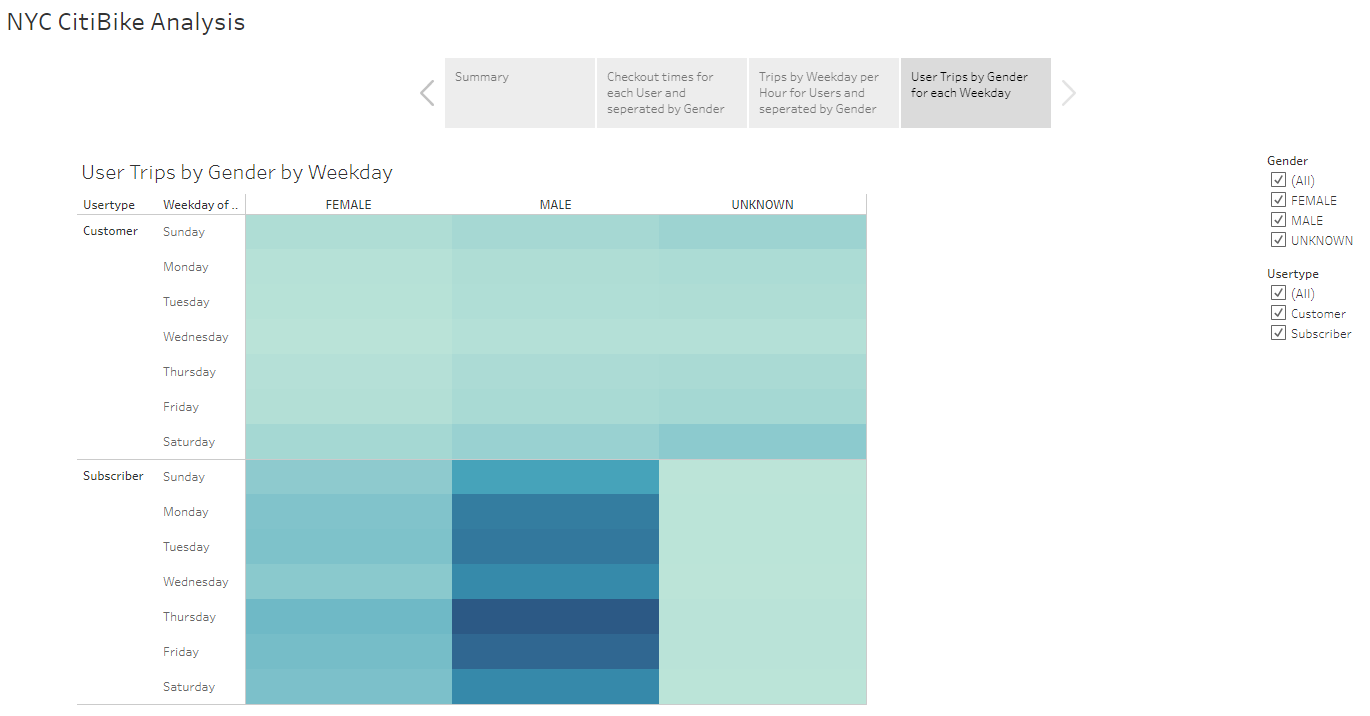 NYC CitiBike Analysis
Summary
Checkout times for
each User and
seperated by Gender
Trips by Weekday per
Hour for Users and
seperated by Gender
User Trips by Gender
for each Weekday
User Trips by Gender by Weekday
Usertype Weekday of .. FEMALE MALE UNKNOWN
Customer Sunday
Monday
Tuesday
Wednesday
Thursday
Friday
Saturday
Subscriber Sunday
Monday
Tuesday
Wednesday
Thursday
Friday
Saturday
Gender
(All)
FEMALE
MALE
UNKNOWN
Usertype
(All)
Customer
Subscriber